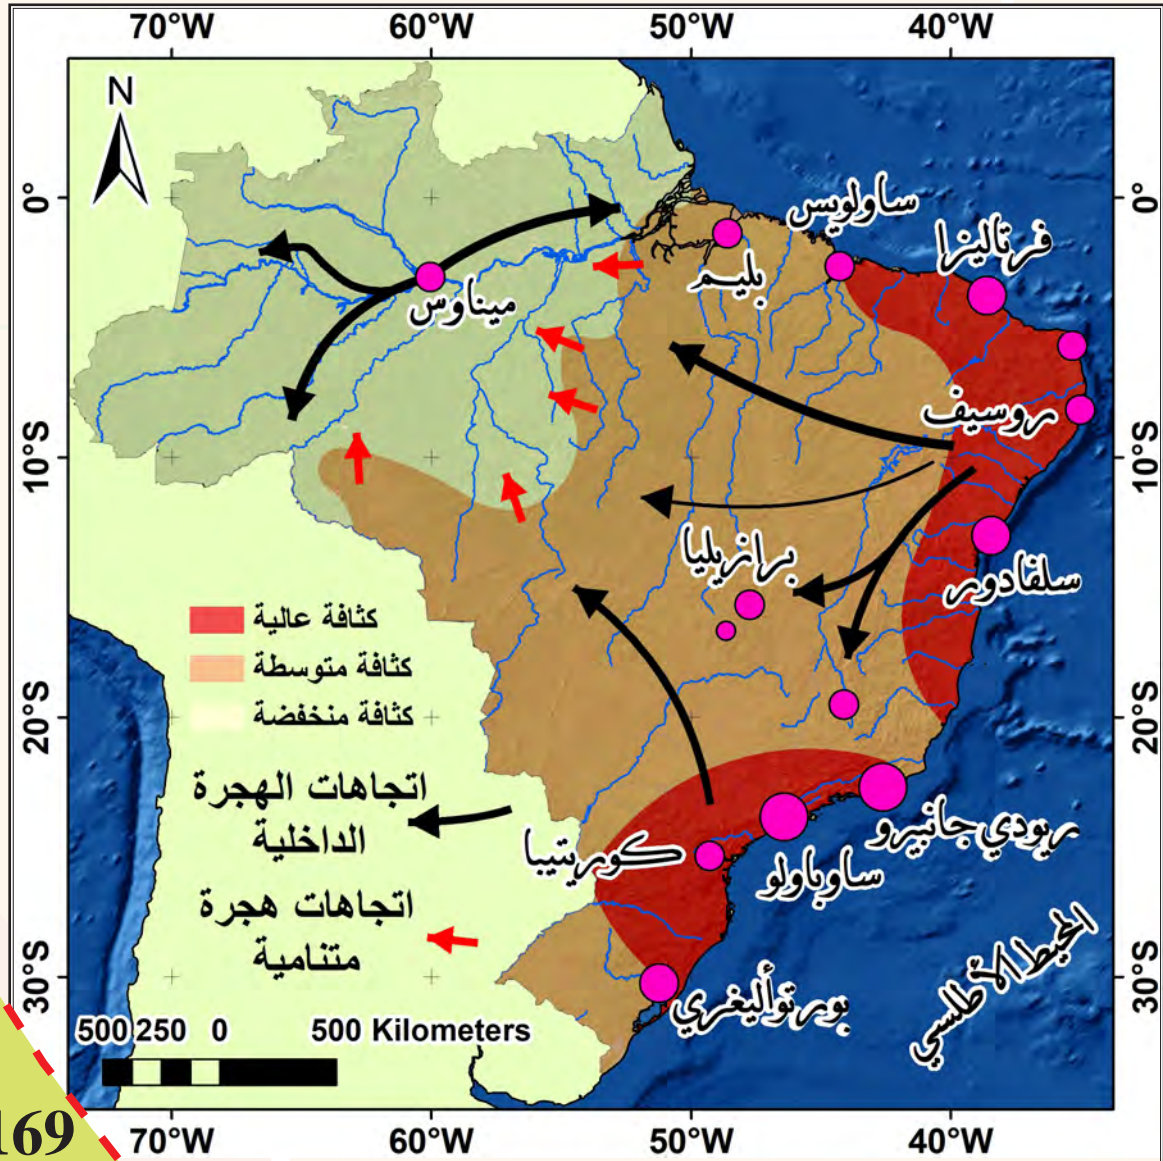 70°W 60°W 50°W 40°W
N
0°
0°
ساولويس
فرتاليزا
بليم
ميناوس
روسيف
10°S
10°S
برازيليا
سلفادور
كثافة عالية
كثافة متوسطة
كثافة منخفضة
20°S
20°S
اتجاهات الهجرة
الداخلية
ريودي جانيرو
كوريتيبا
ساوباولو
اتجاهات هجرة
متنامية
المحيط الأطلسي
30°S
30°S
بورتوأليغري
500 250 0 500 Kilometers
169
70°W 60°W 50°W 40°W